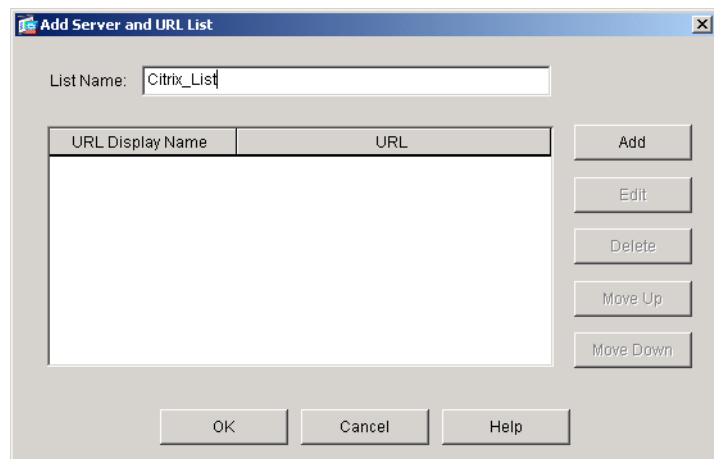 Add Server and URL List
List Name: Citrix_List
URL Display Name URL
Add
Edit
Delete
Move Up
Move Down
OK Cancel Help